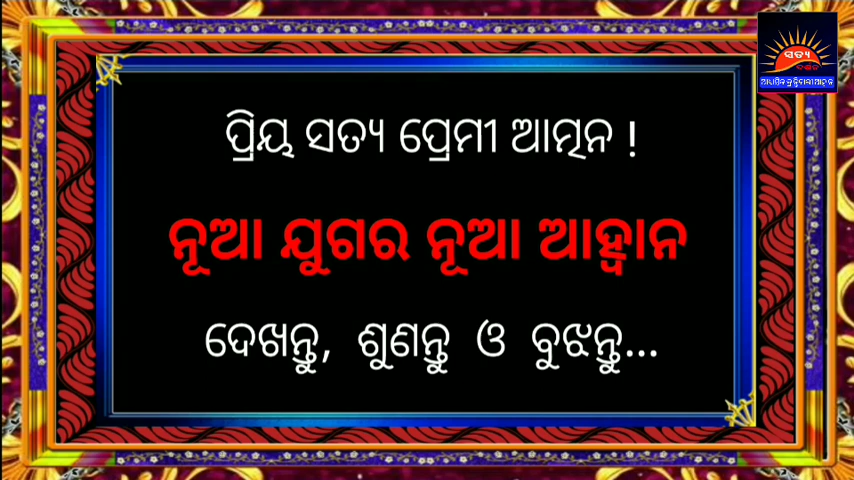 ସତ୍ୟ
ପ୍ରିୟ ସତ୍ୟ ପ୍ରେମୀ ଆତ୍ମନ !
ନୂଆ ଯୁଗର ନୂଆ ଆହ୍ୱାନ
ଦେଖନ୍ତୁ, ଶୁଣନ୍ତୁ ଓ ବୁଝନ୍ତୁ...